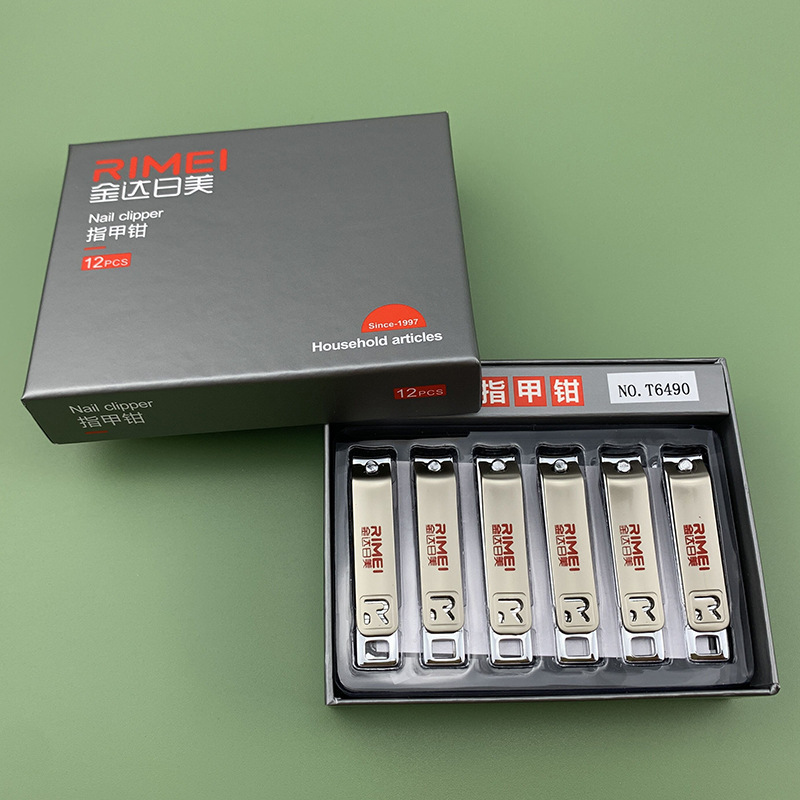 RIMEI
金达日美
Nail clipper
指甲钳
12PCS
Since-1997
Household articles
Nail clipper
指甲钳
12PCS
指甲钳
NO. T6490
RIMEI
金达日美
RIMEI
金达日美
RIMEI
金达日美
RIMEI
金达日美
RIMEI
金达日美
RIMEI
金达日美